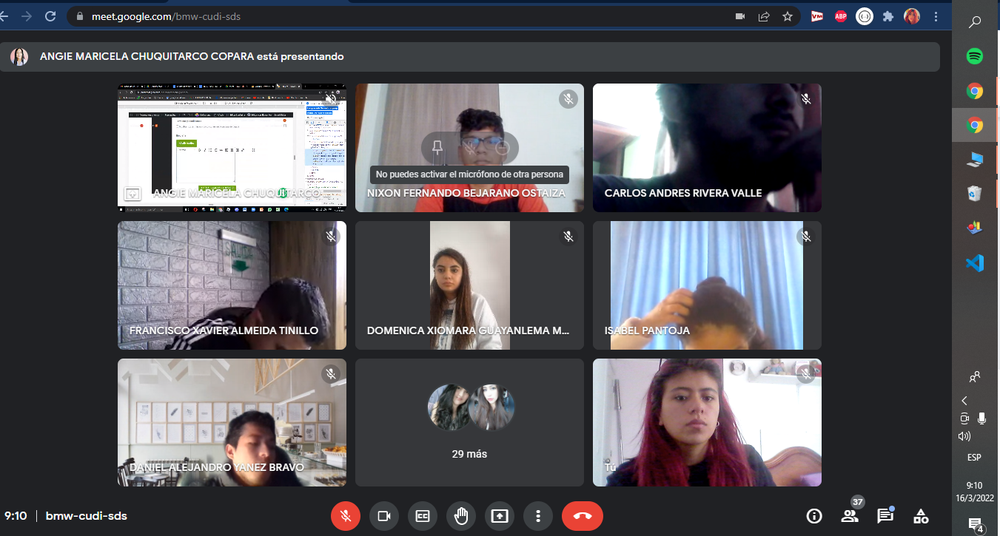 meet.google.com/bmw-cudi-sds
VM
ABP
ANGIE MARICELA CHUQUITARCO COPARA está presentando
ANGIE MARICELA CHUQUITARCO
No puedes activar el micrófono de otra persona
NIXON FERNANDO BEJARANO OSTAIZA
CARLOS ANDRES RIVERA VALLE
FRANCISCO XAVIER ALMEIDA TINILLO
DOMENICA XIOMARA GUAYANLEMA M...
ISABEL PANTOJA
DANIEL ALEJANDRO YANEZ BRAVO
29 más
Tú
ESP
9:10
16/3/2022
4
9:10 | bmw-cudi-sds
CC
37